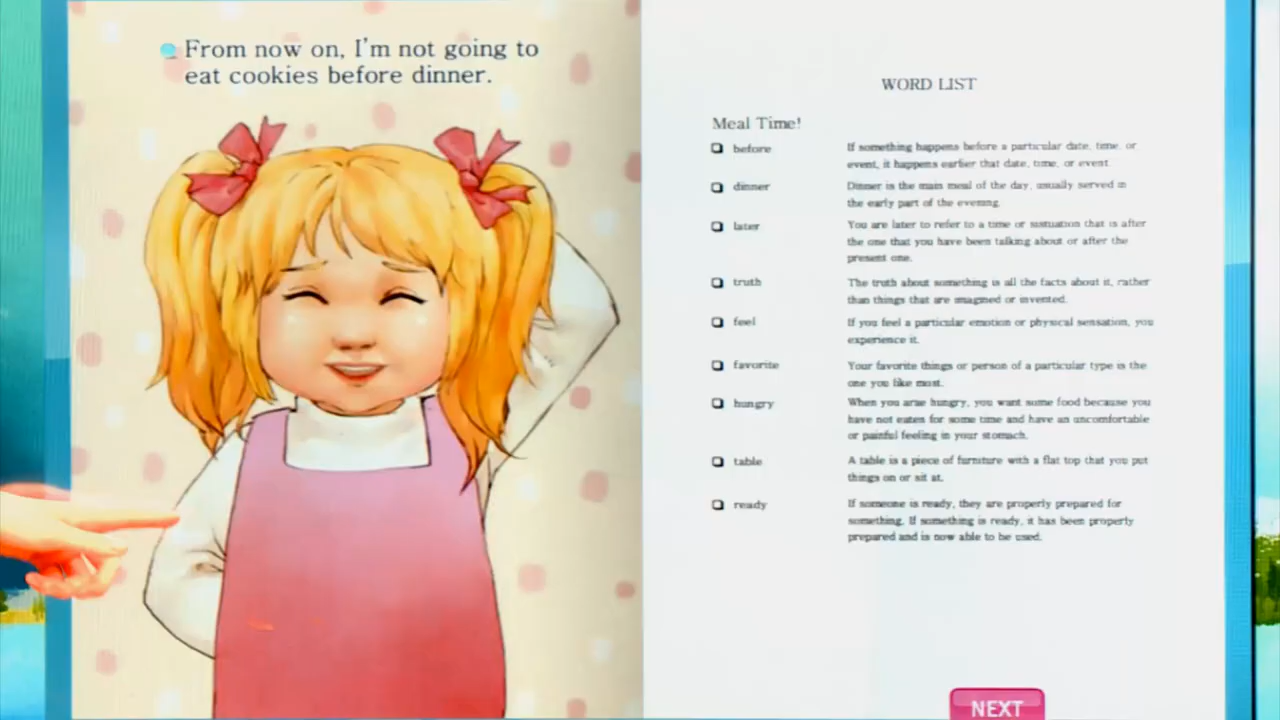 From now on, I'm not going to
eat cookies before dinner.
WORD LIST
Meal Time!
before
If something happens before a particular date, time, or
event, it happens earlier that date, time, or event.
dinner
Dinner is the main meal of the day, usually served in
the early part of the evening.
later
You are later to refer to a time or sistuation that is after
the one that you have been talking about or after the
present one.
truth
The truth about something is all the facts about it, rather
than things that are imagined or invented.
feel
If you feel a particular emotion or physical sensation, you
experience it.
favorite
Your favorite things or person of a particular type is the
one you like most.
hungry
When you arae hungry, you want some food because you
have not eaten for some time and have an uncomfortable
or painful feeling in your stomach.
table
A table is a piece of furniture with a flat top that you put
things on or sit at.
ready
If someone is ready, they are properly prepared for
something. If something is ready, it has been properly
prepared and is now able to be used.
NEXT